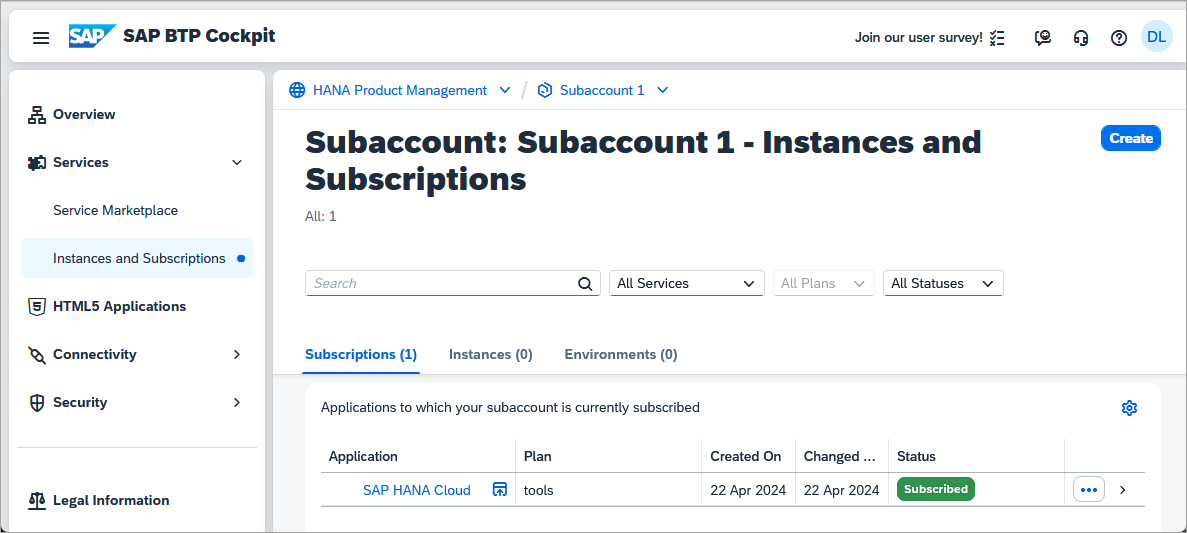 SAP SAP BTP Cockpit
Join our user survey!
DL
HANA Product Management / Subaccount 1
Overview
Services
Service Marketplace
Instances and Subscriptions
HTML5 Applications
Connectivity
Security
Legal Information
Subaccount: Subaccount 1 - Instances and
Subscriptions
Create
All: 1
Search All Services All Plans All Statuses
Subscriptions (1) Instances (0) Environments (0)
Applications to which your subaccount is currently subscribed
Application Plan Created On Changed ... Status
SAP HANA Cloud tools 22 Apr 2024 22 Apr 2024 Subscribed